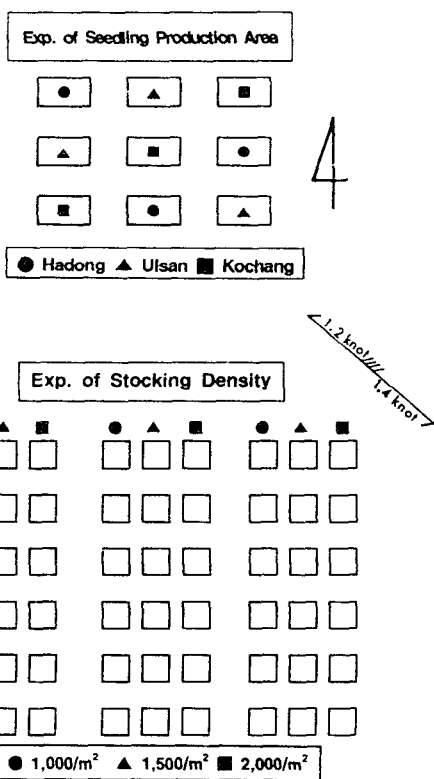 Exp. of Seedling Production Area
● Hadong ▲ Ulsan ■ Kochang
1.2 knot
1.4 knot
Exp. of Stocking Density
● 1,000/m² ▲ 1,500/m² ■ 2,000/m²